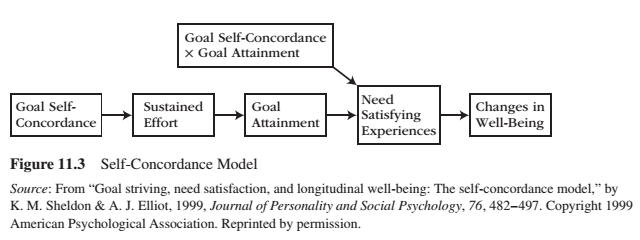 Goal Self-Concordance
× Goal Attainment
Goal Self-
Concordance
Sustained
Effort
Goal
Attainment
Need
Satisfying
Experiences
Changes in
Well-Being
Figure 11.3 Self-Concordance Model
Source: From “Goal striving, need satisfaction, and longitudinal well-being: The self-concordance model,” by
K. M. Sheldon & A. J. Elliot, 1999, Journal of Personality and Social Psychology, 76, 482–497. Copyright 1999
American Psychological Association. Reprinted by permission.